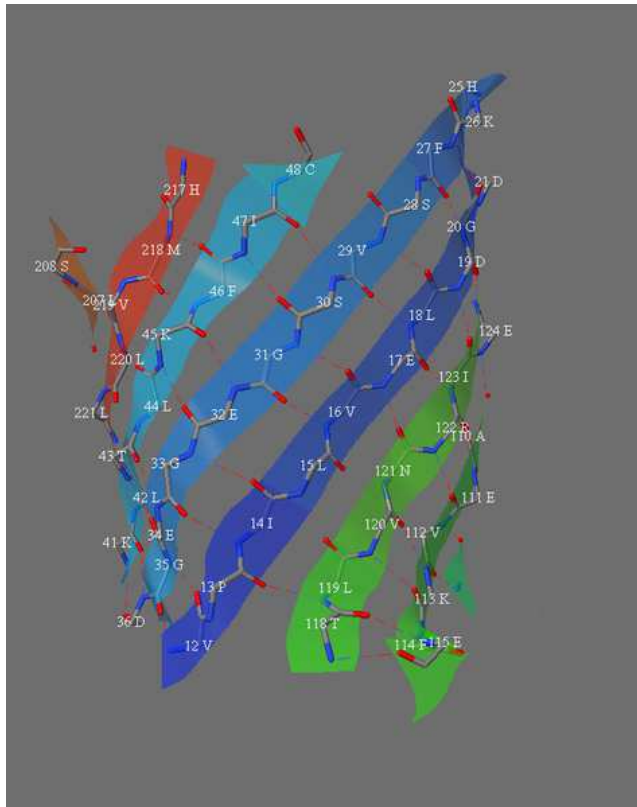 25 H
26 K
27 F
48 C
217 H
21 D
28 S
47 I
20 G
218 M
29 V
19 D
208 S
46 F
30 S
219 V
18 L
45 K
124 E
31 G
17 E
220 L
123 I
44 L
32 E
16 V
221 L
122 R
110 A
43 T
33 G
15 L
121 N
42 L
111 E
14 I
120 V
34 E
112 V
41 K
35 G
13 P
119 L
113 K
36 D
118 T
12 V
114 F
115 E